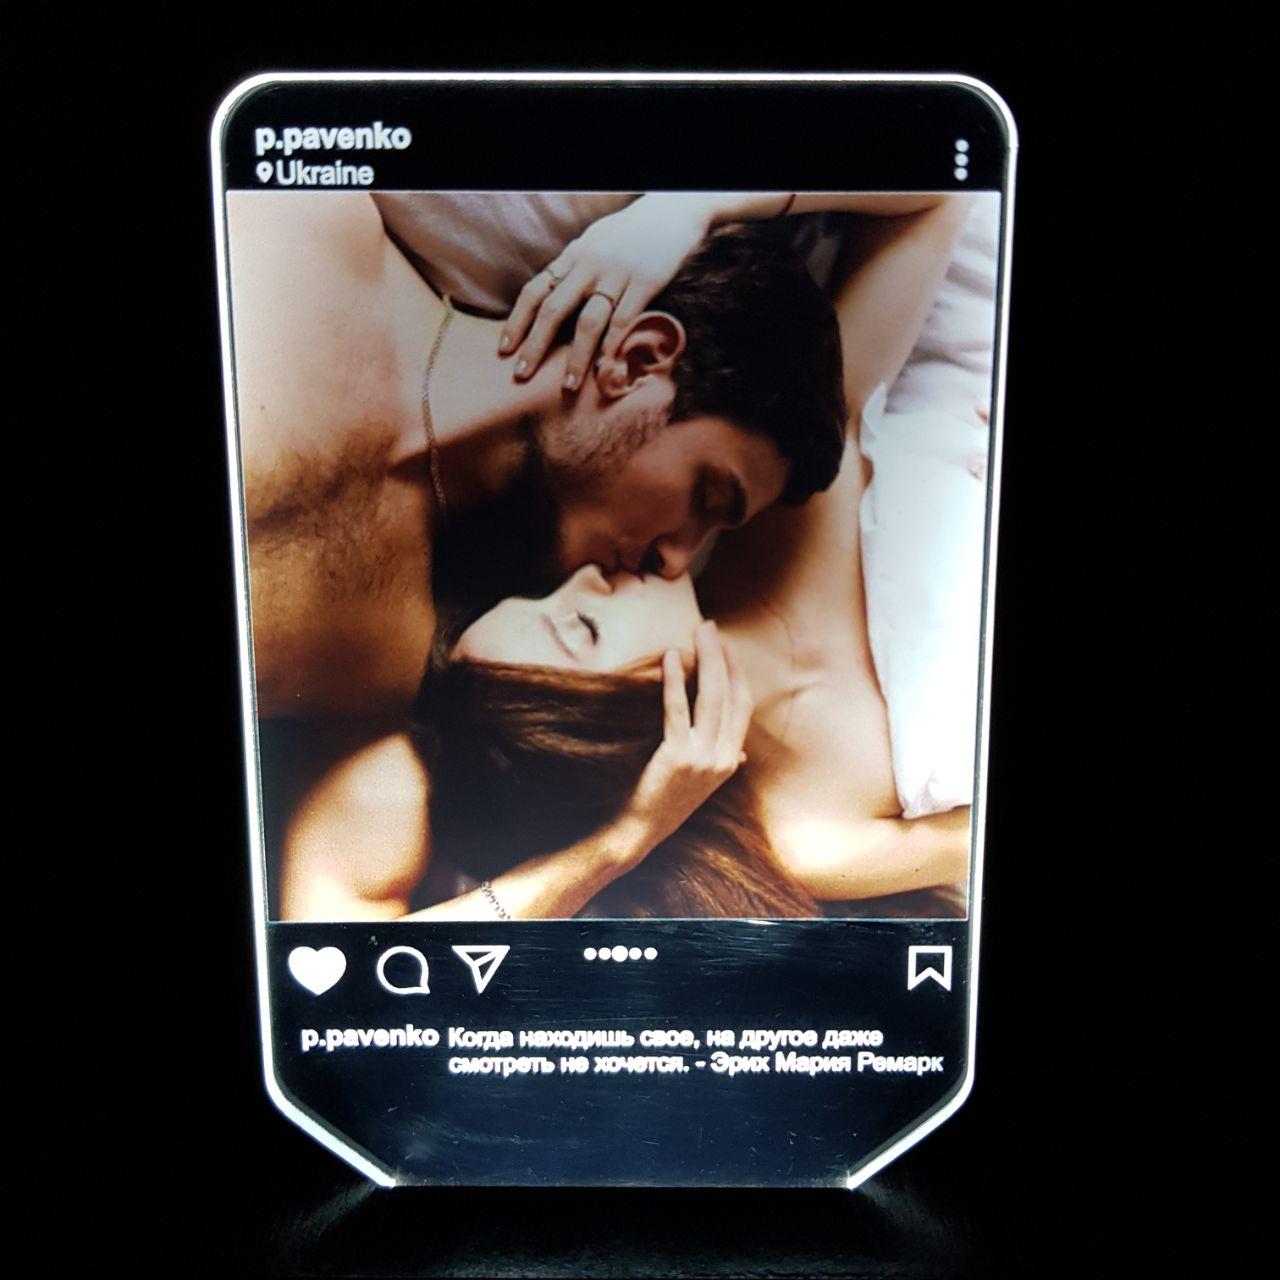 p.pavenko
Ukraine
p.pavenko Когда находишь свое, на другое даже
смотреть не хочется. - Эрих Мария Ремарк